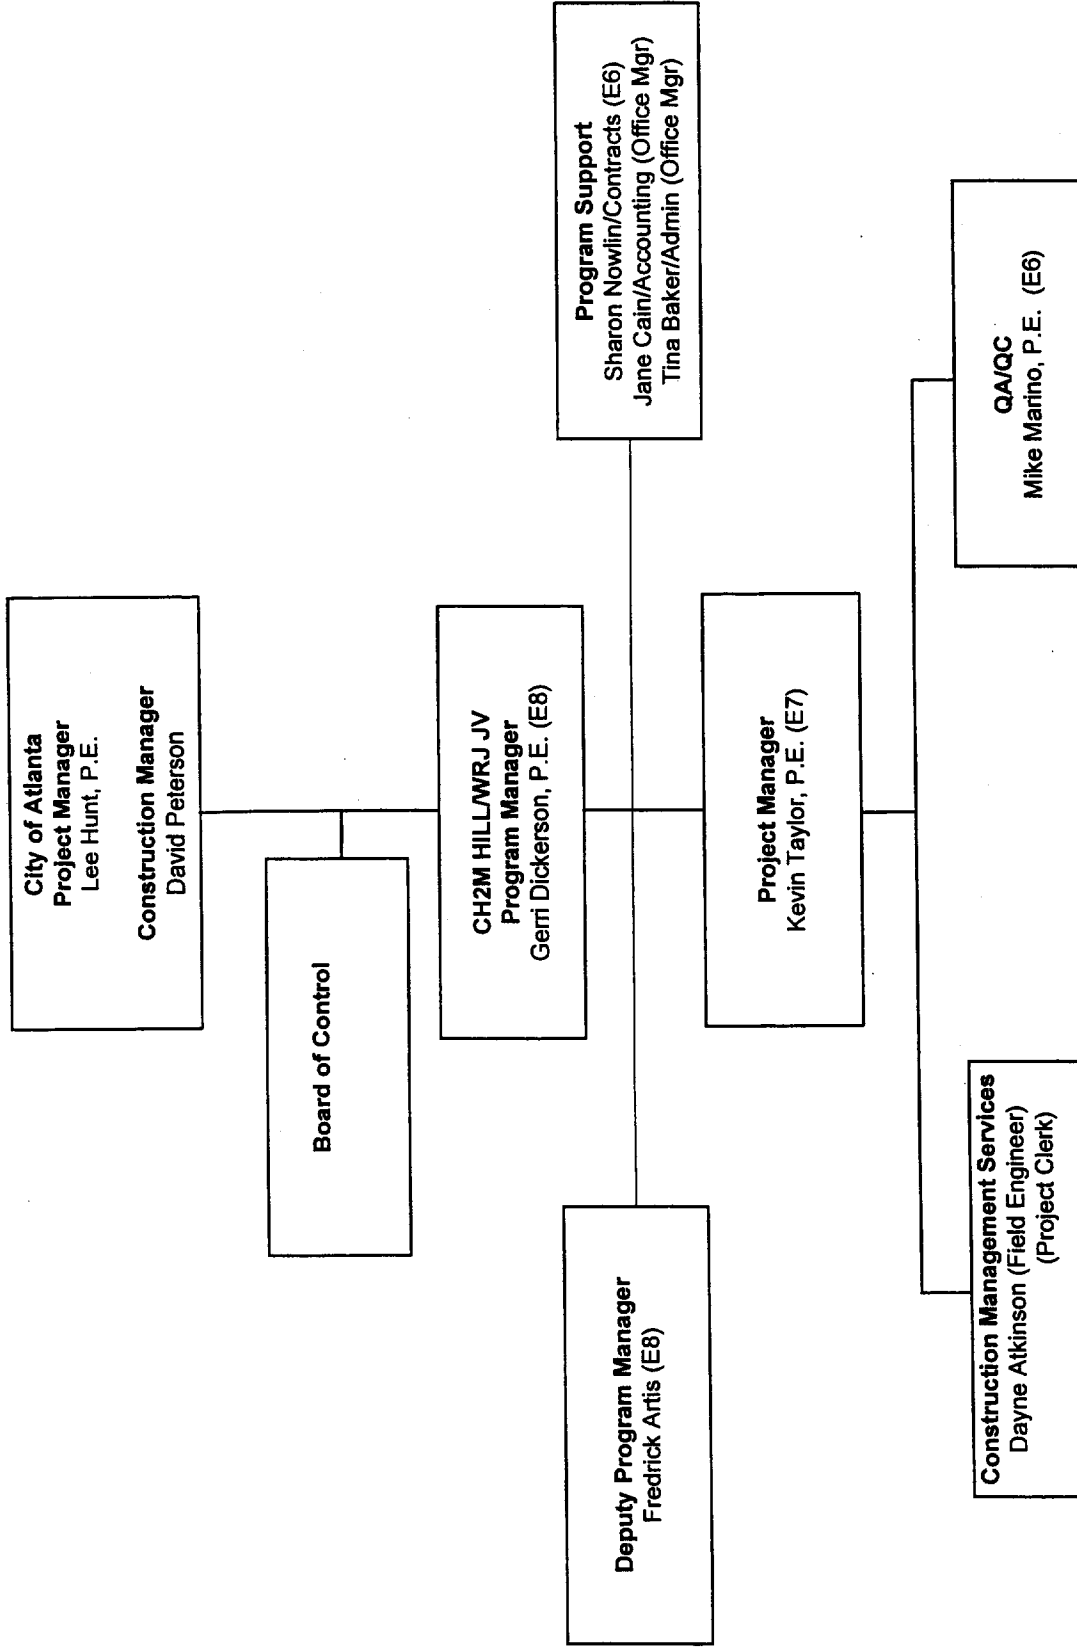 City of Atlanta
Project Manager
Lee Hunt, P.E.
Construction Manager
David Peterson
Board of Control
CH2M HILL/WRJ JV
Program Manager
Gerri Dickerson, P.E. (E8)
Deputy Program Manager
Fredrick Artis (E8)
Program Support
Sharon Nowlin/Contracts (E6)
Jane Cain/Accounting (Office Mgr)
Tina Baker/Admin (Office Mgr)
Project Manager
Kevin Taylor, P.E. (E7)
Construction Management Services
Dayne Atkinson (Field Engineer)
(Project Clerk)
QA/QC
Mike Marino, P.E. (E6)